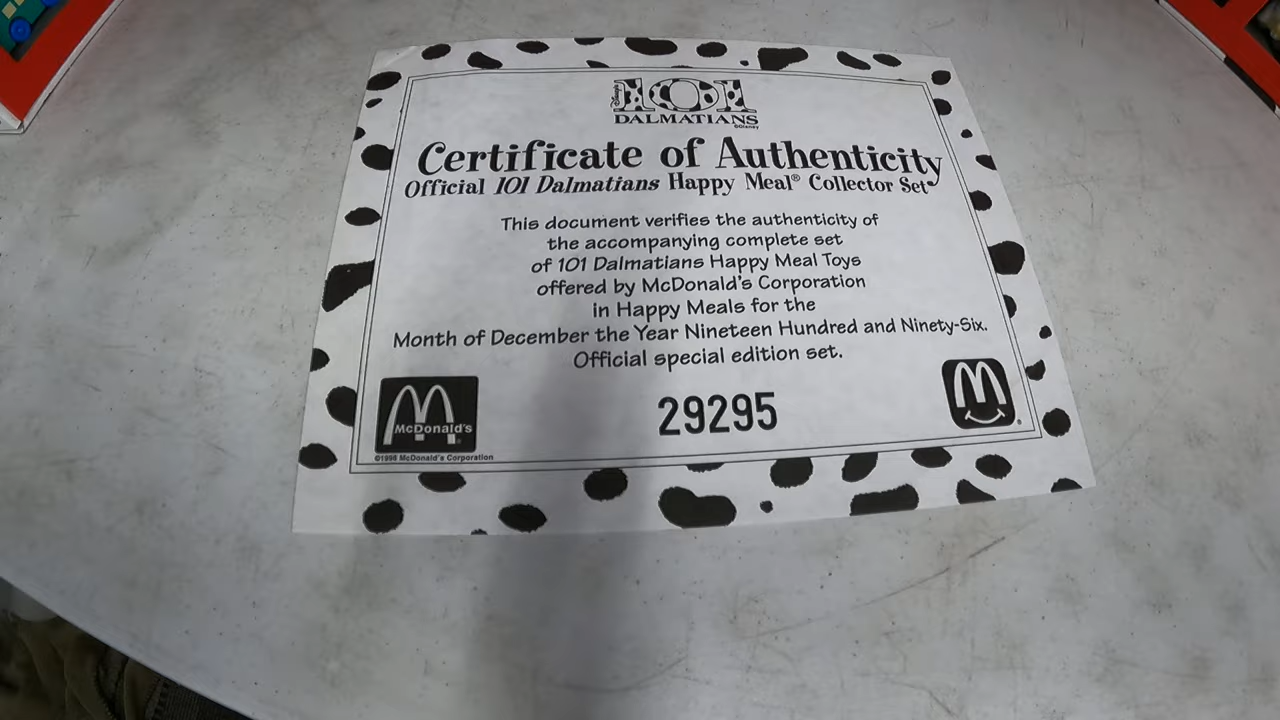 Disney's
101
DALMATIANS
©Disney
Certificate of Authenticity
Official 101 Dalmatians Happy Meal® Collector Set
This document verifies the authenticity of
the accompanying complete set
of 101 Dalmatians Happy Meal Toys
offered by McDonald's Corporation
in Happy Meals for the
Month of December the Year Nineteen Hundred and Ninety-Six.
Official special edition set.
McDonald's®
29295
©1996 McDonald's Corporation